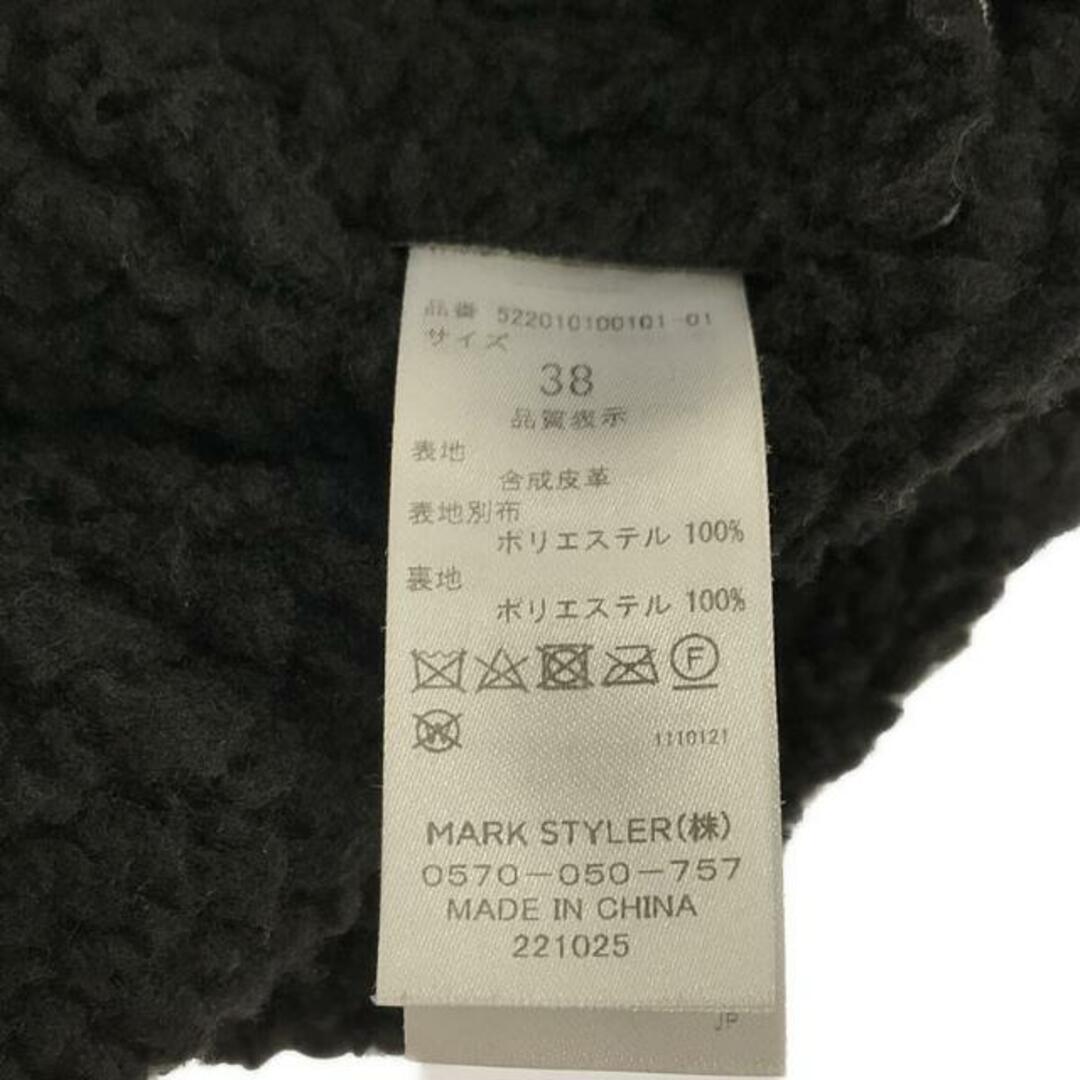 品番 522010100101-01
サイズ
38
品質表示
表地
合成皮革
表地別布
ポリエステル 100%
裏地
ポリエステル 100%
F
W
1110121
MARK STYLER(株)
0570-050-757
MADE IN CHINA
221025
JP